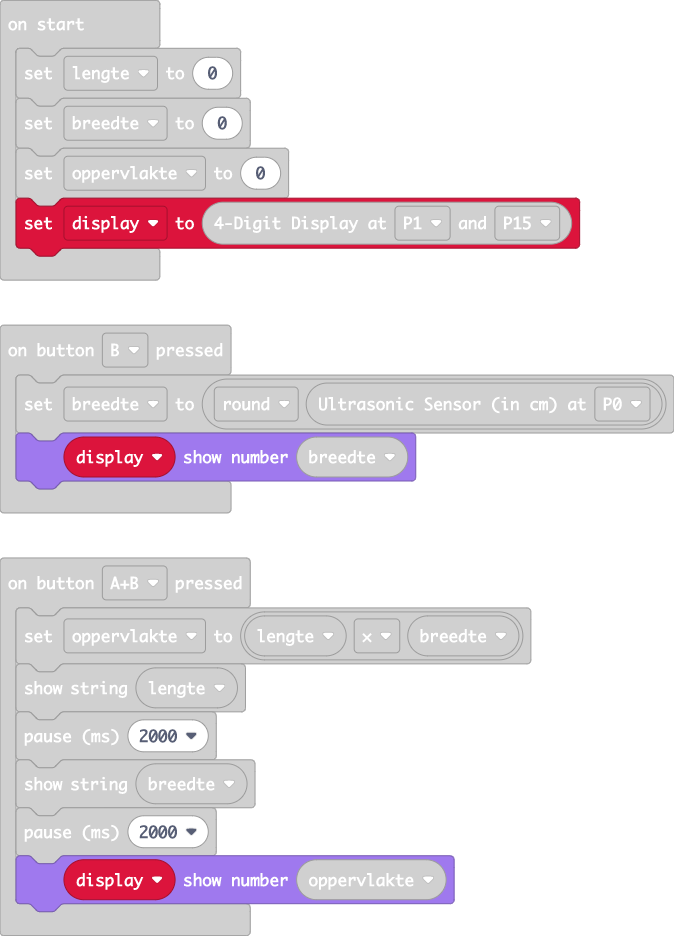 on start
set lengte to 0
set breedte to 0
set oppervlakte to 0
set display to 4-Digit Display at P1 and P15
on button B pressed
set breedte to round Ultrasonic Sensor (in cm) at P0
display show number breedte
on button A+B pressed
set oppervlakte to lengte × breedte
show string lengte
pause (ms) 2000
show string breedte
pause (ms) 2000
display show number oppervlakte